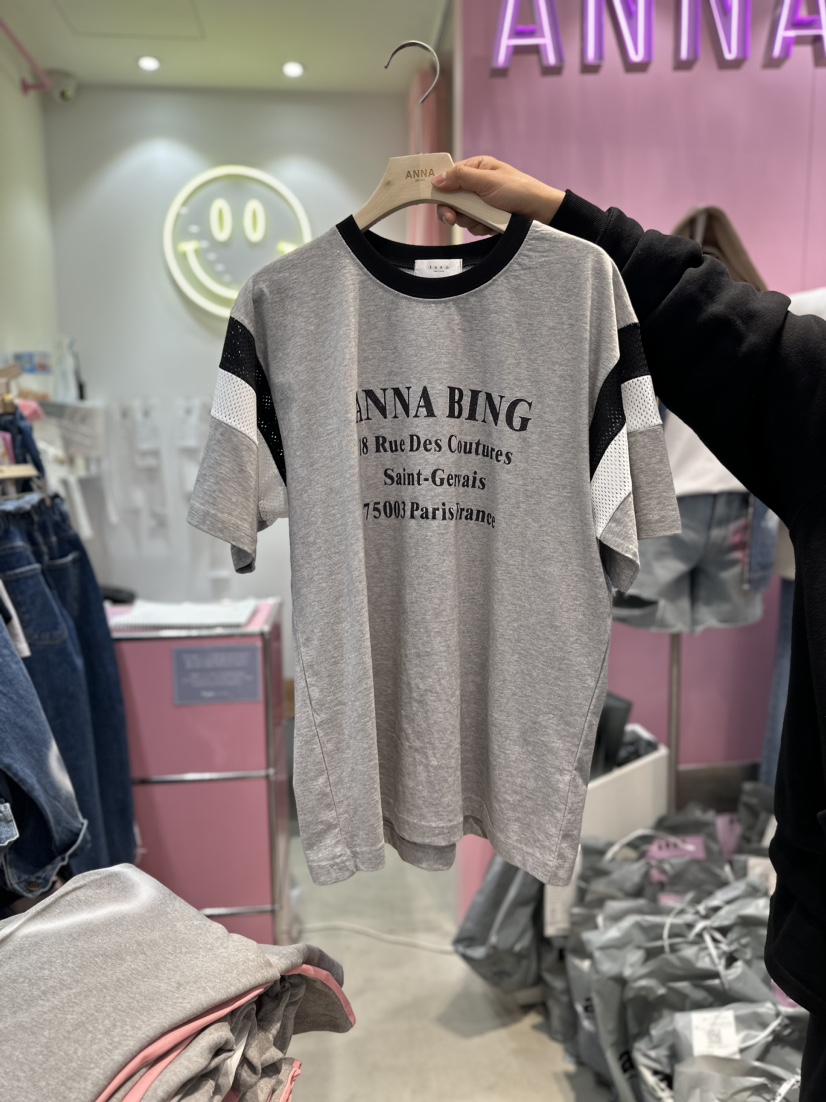 ANNA
ANNA
ANNA BING
18 Rue Des Coutures
Saint-Gervais
75003 Paris France